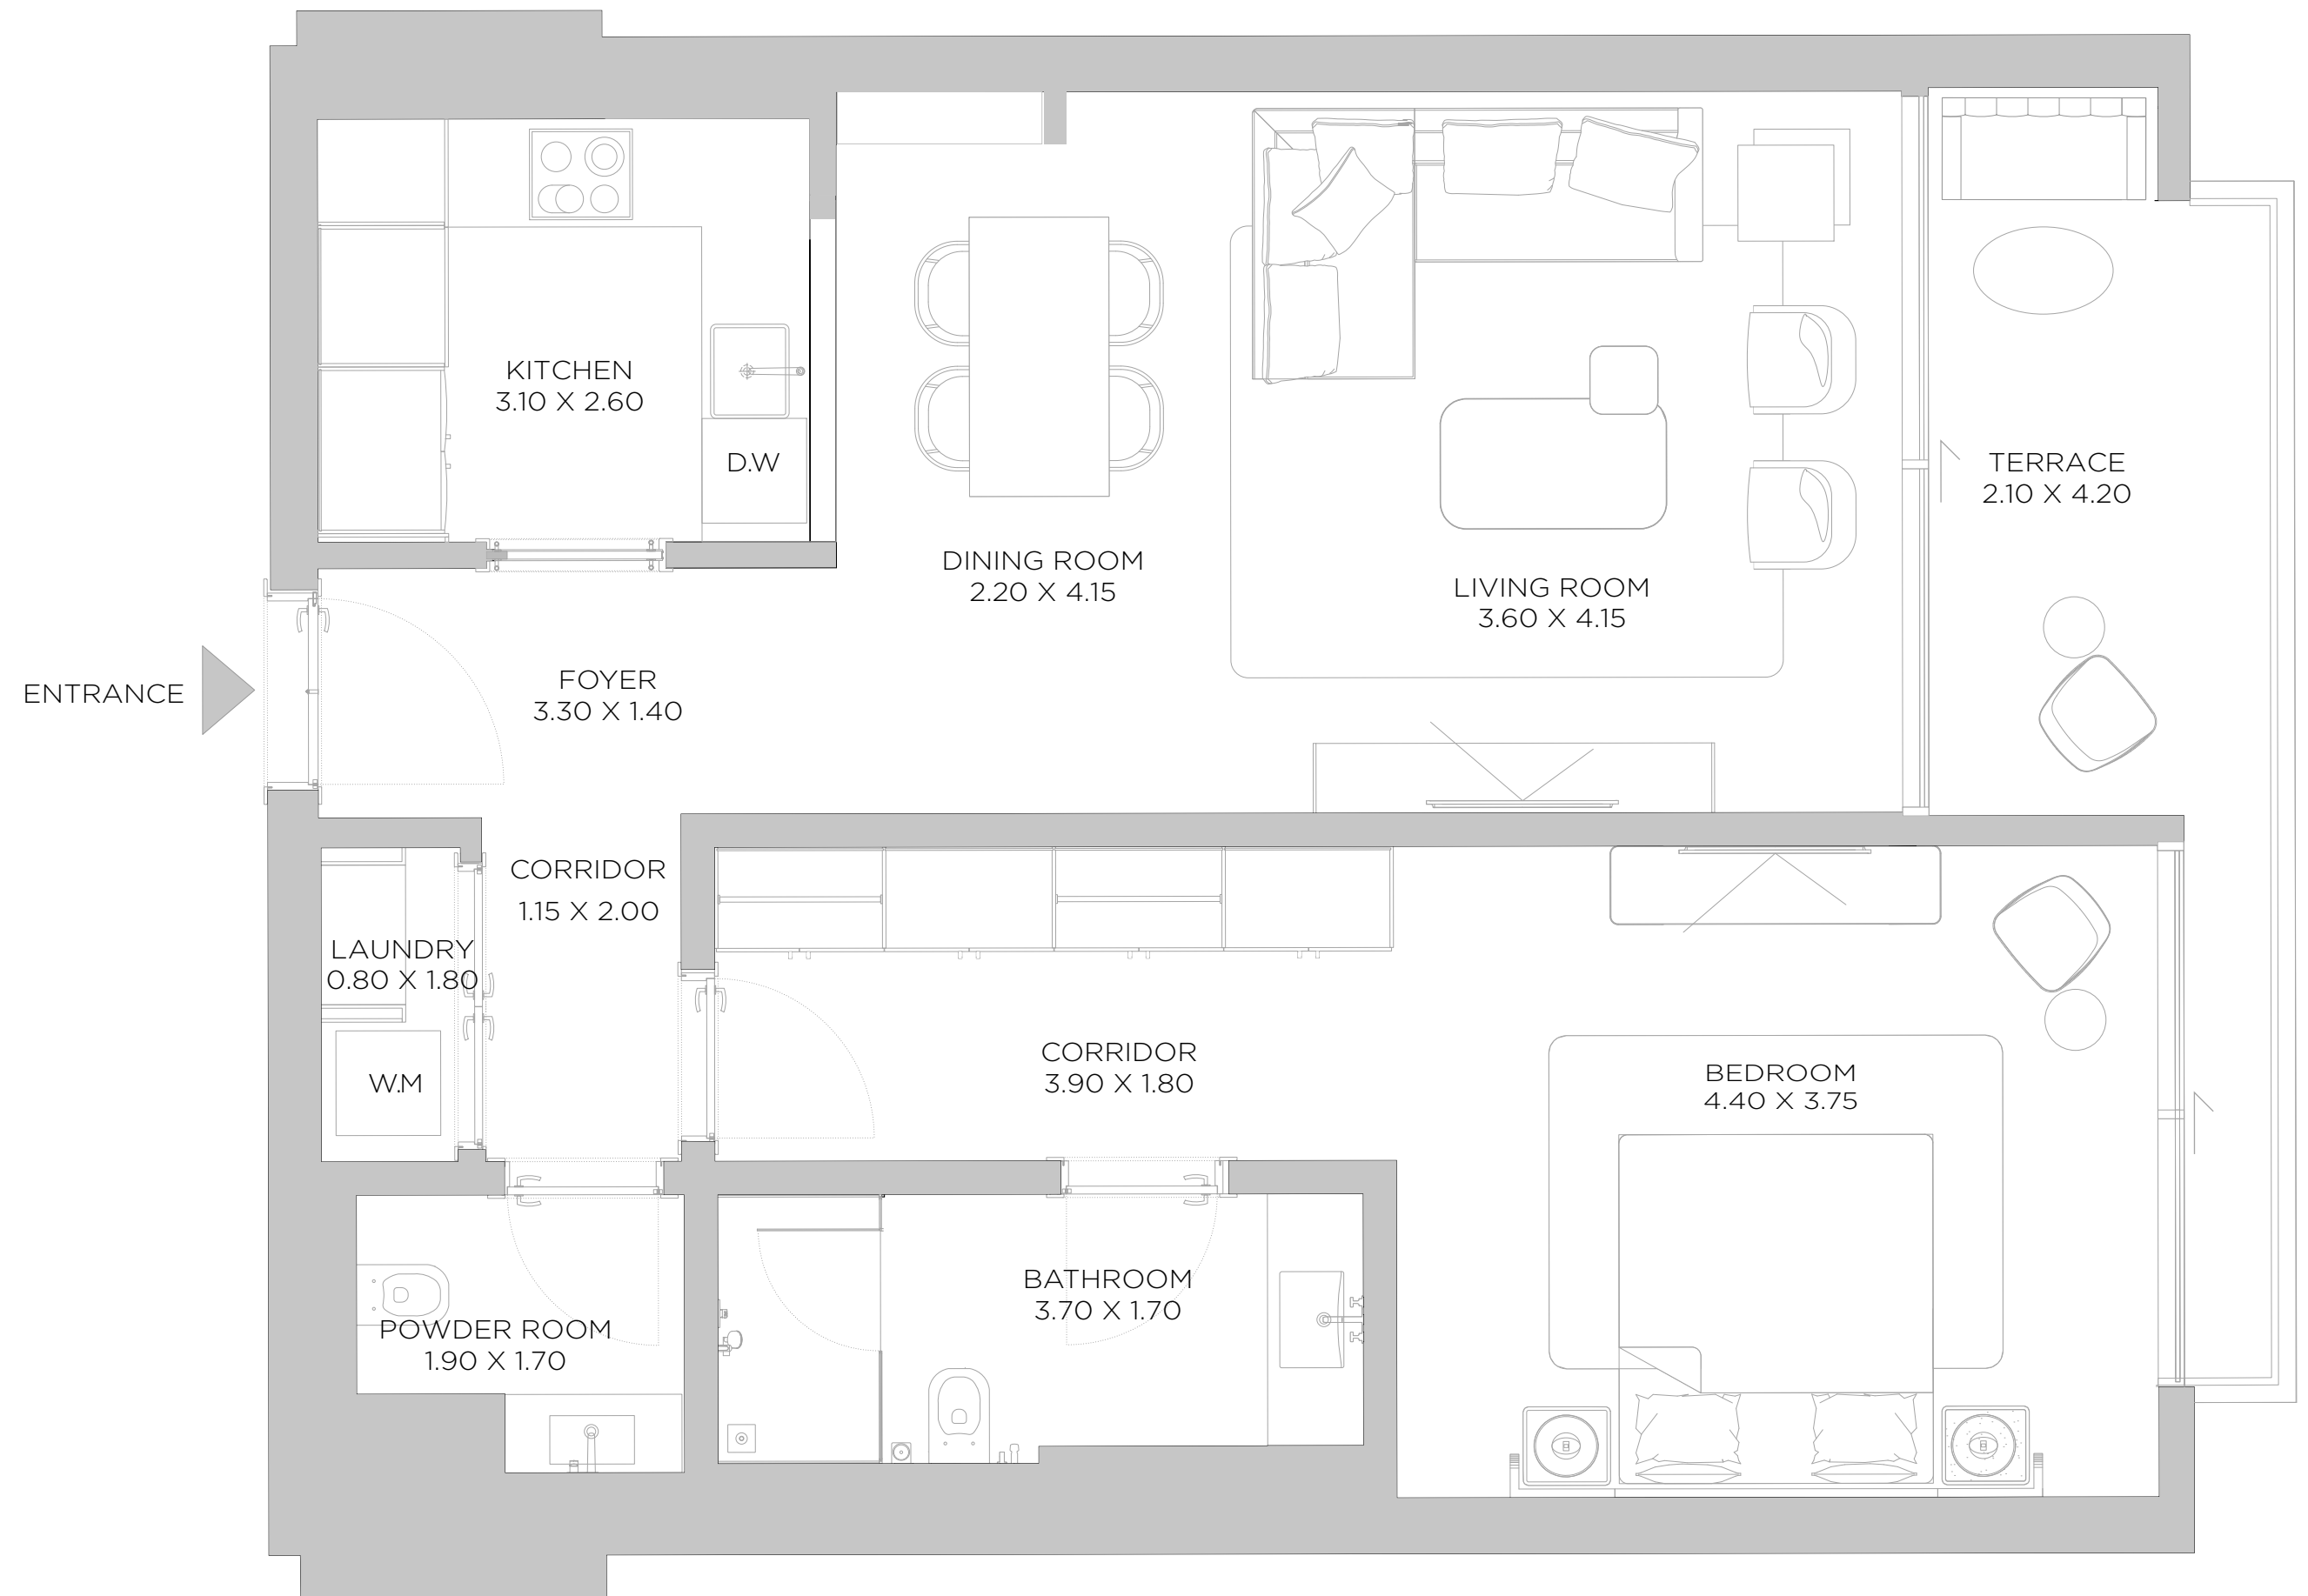 KITCHEN
3.10 X 2.60
D.W
TERRACE
2.10 X 4.20
DINING ROOM
2.20 X 4.15
LIVING ROOM
3.60 X 4.15
ENTRANCE
FOYER
3.30 X 1.40
CORRIDOR
1.15 X 2.00
LAUNDRY
0.80 X 1.80
W.M
CORRIDOR
3.90 X 1.80
BEDROOM
4.40 X 3.75
BATHROOM
3.70 X 1.70
POWDER ROOM
1.90 X 1.70